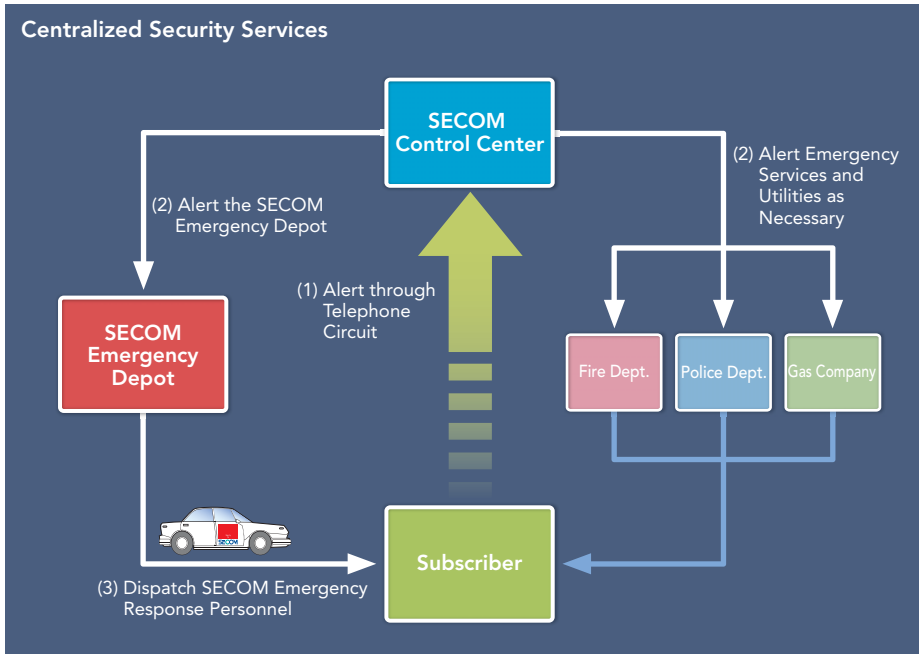 Centralized Security Services
SECOM
Control Center
(2) Alert the SECOM
Emergency Depot
(2) Alert Emergency
Services and
Utilities as
Necessary
(1) Alert through
Telephone
Circuit
SECOM
Emergency
Depot
Fire Dept.
Police Dept.
Gas Company
SECOM
Subscriber
(3) Dispatch SECOM Emergency
Response Personnel